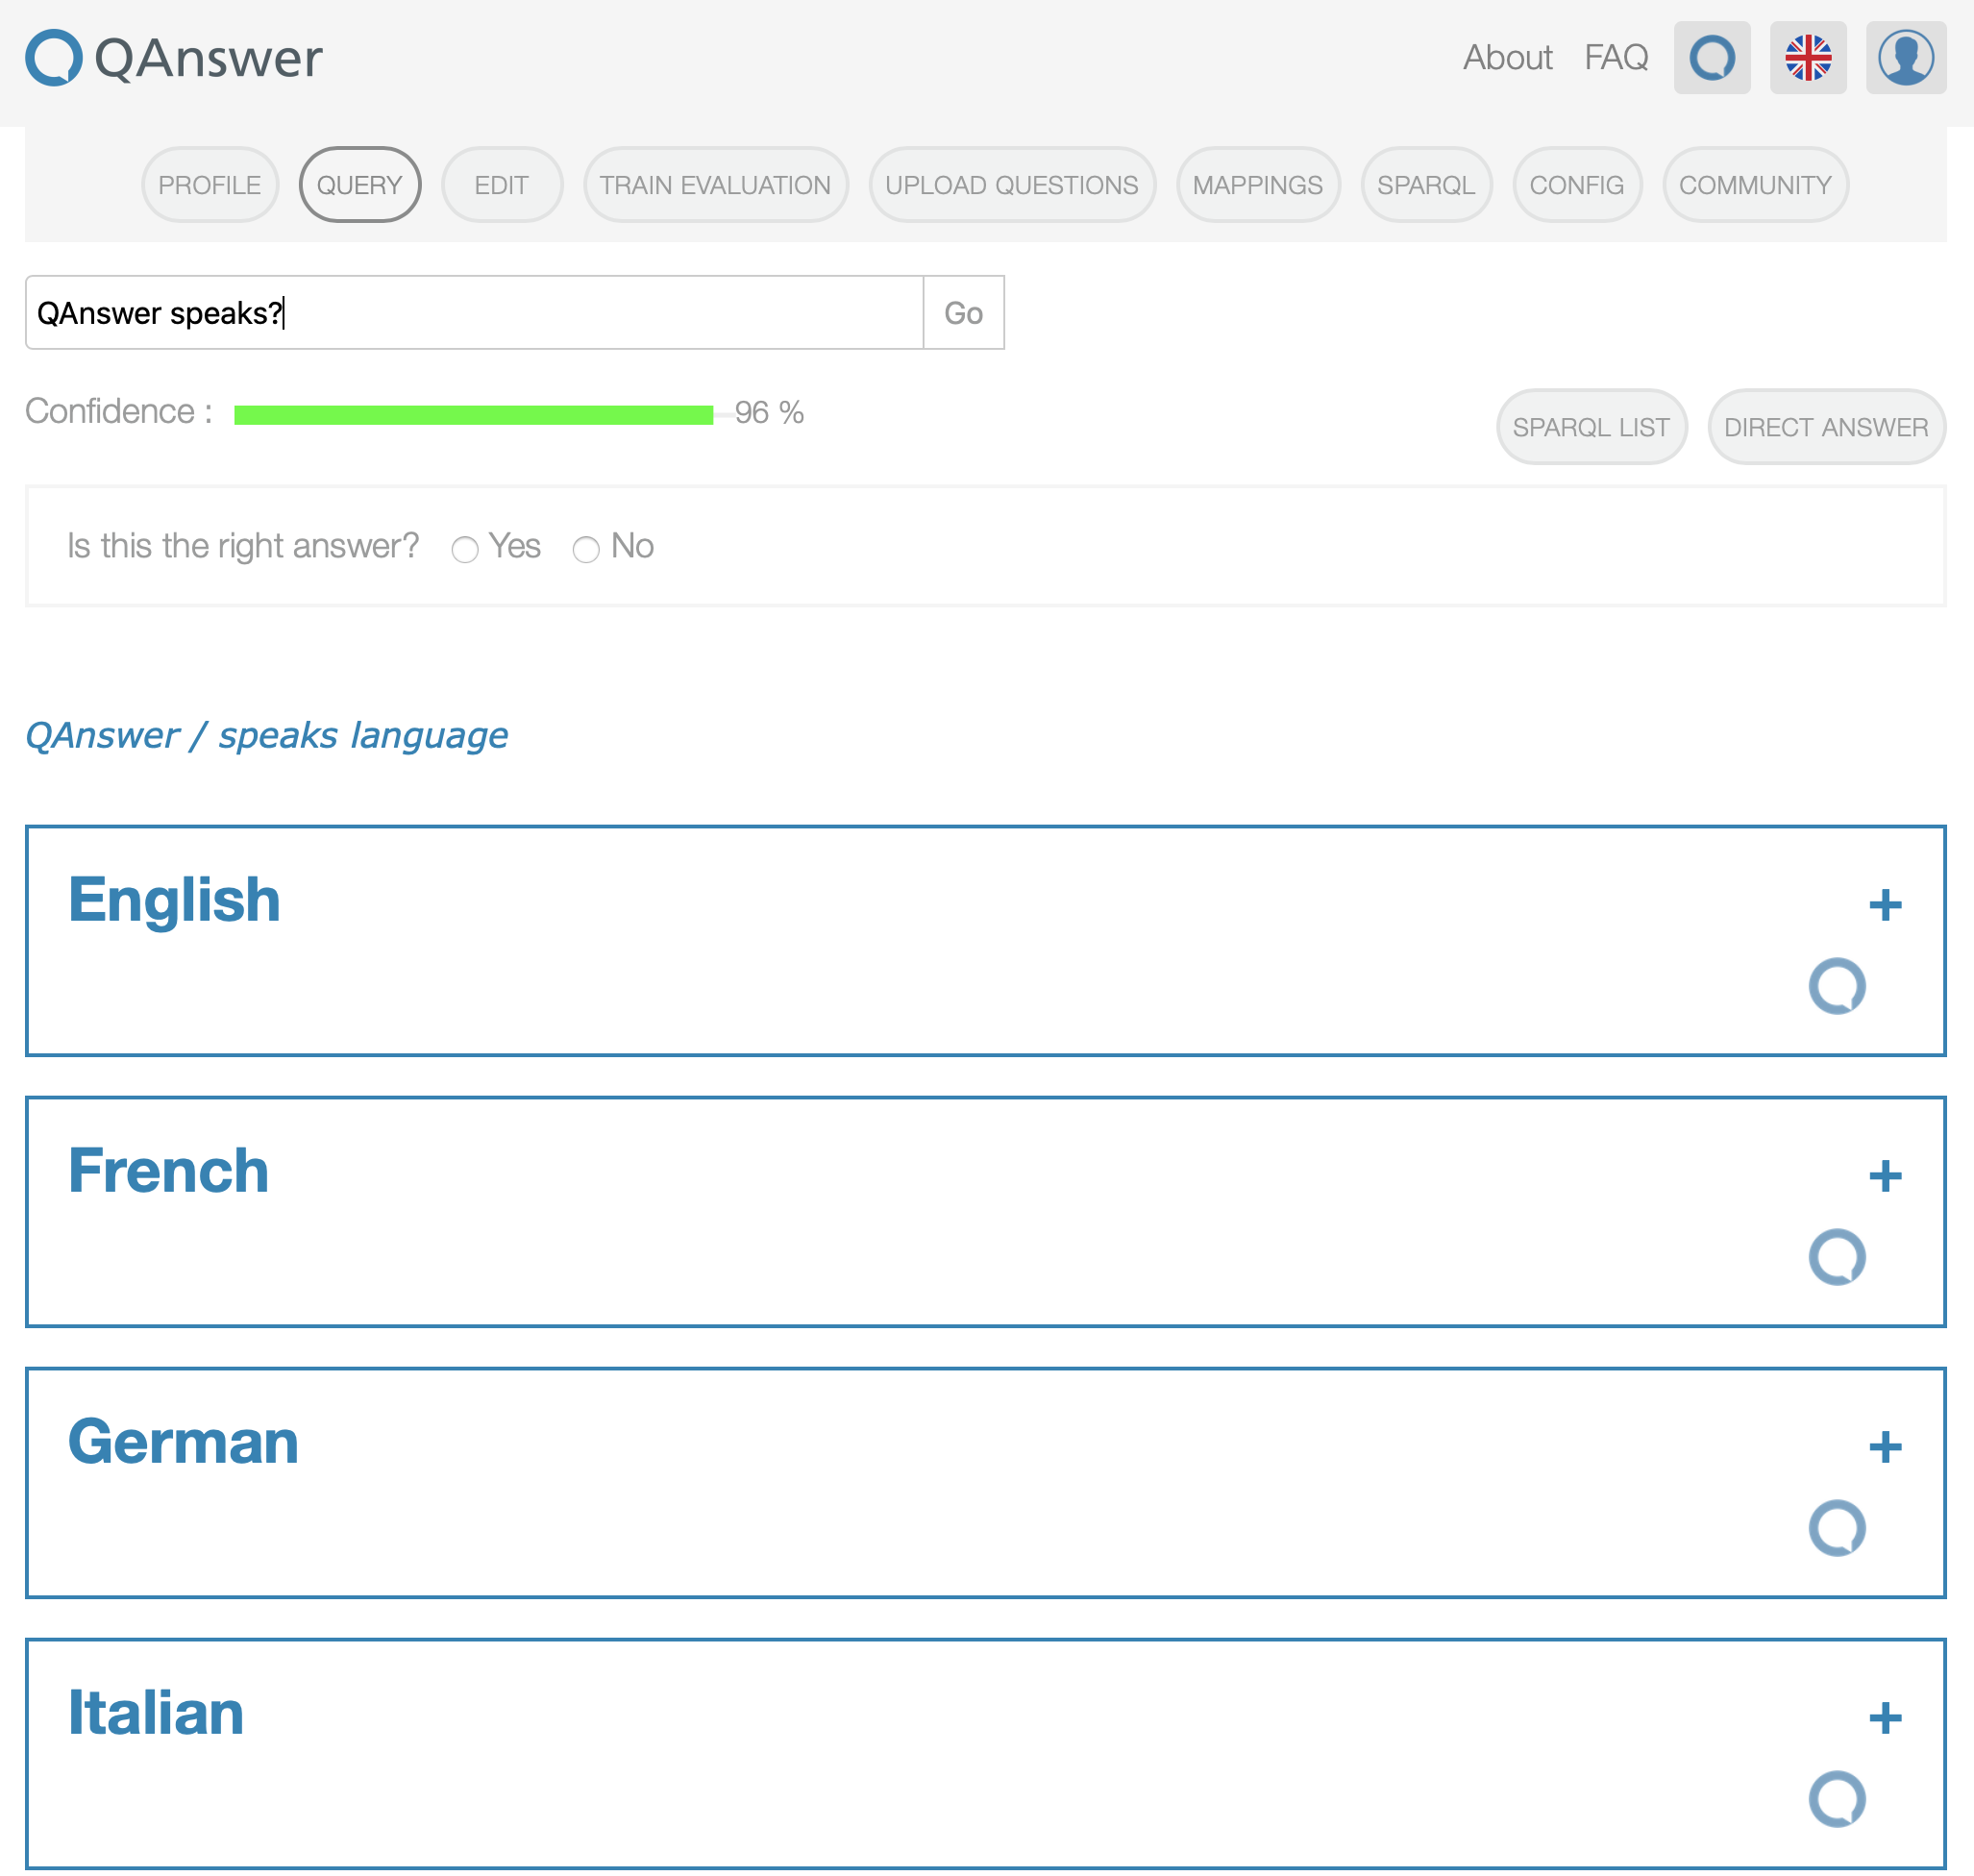 QAnswer
About FAQ
PROFILE QUERY EDIT TRAIN EVALUATION UPLOAD QUESTIONS MAPPINGS SPARQL CONFIG COMMUNITY
QAnswer speaks? Go
Confidence : 96 %
SPARQL LIST DIRECT ANSWER
Is this the right answer? Yes No
QAnswer / speaks language
English +
French +
German +
Italian +